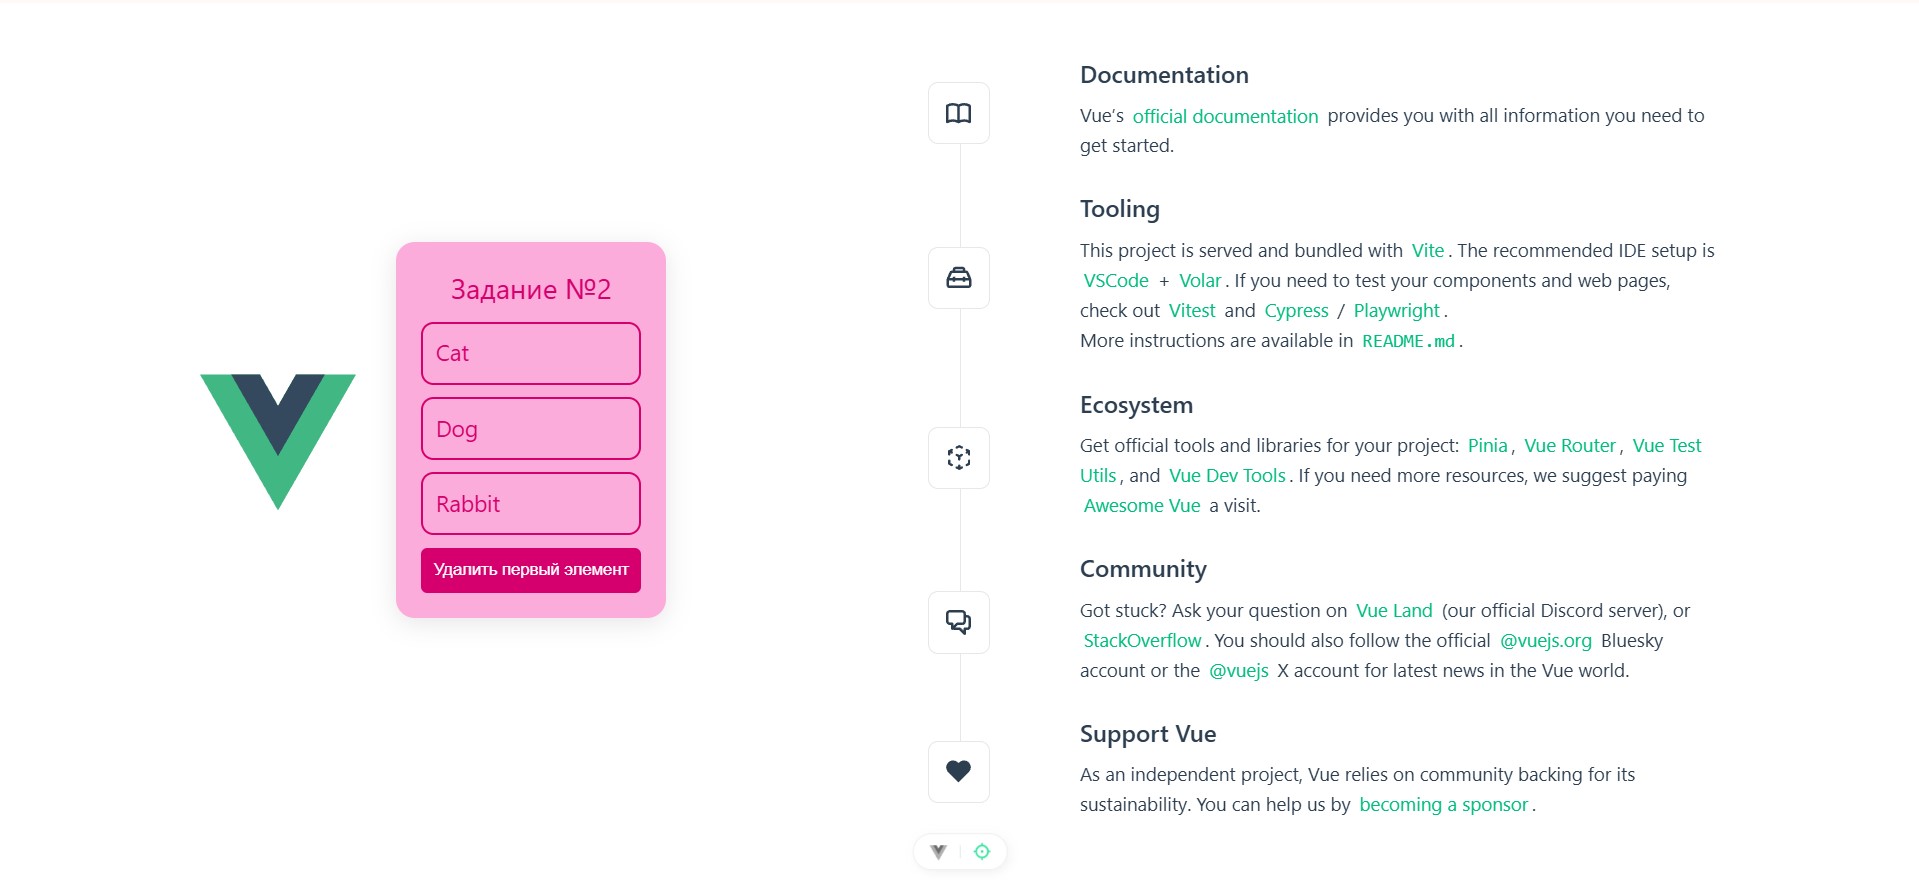 Задание №2
Cat
Dog
Rabbit
Удалить первый элемент
Documentation
Vue’s official documentation provides you with all information you need to
get started.
Tooling
This project is served and bundled with Vite. The recommended IDE setup is
VSCode + Volar. If you need to test your components and web pages,
check out Vitest and Cypress / Playwright.
More instructions are available in README.md.
Ecosystem
Get official tools and libraries for your project: Pinia, Vue Router, Vue Test
Utils, and Vue Dev Tools. If you need more resources, we suggest paying
Awesome Vue a visit.
Community
Got stuck? Ask your question on Vue Land (our official Discord server), or
StackOverflow. You should also follow the official @vuejs.org Bluesky
account or the @vuejs X account for latest news in the Vue world.
Support Vue
As an independent project, Vue relies on community backing for its
sustainability. You can help us by becoming a sponsor.